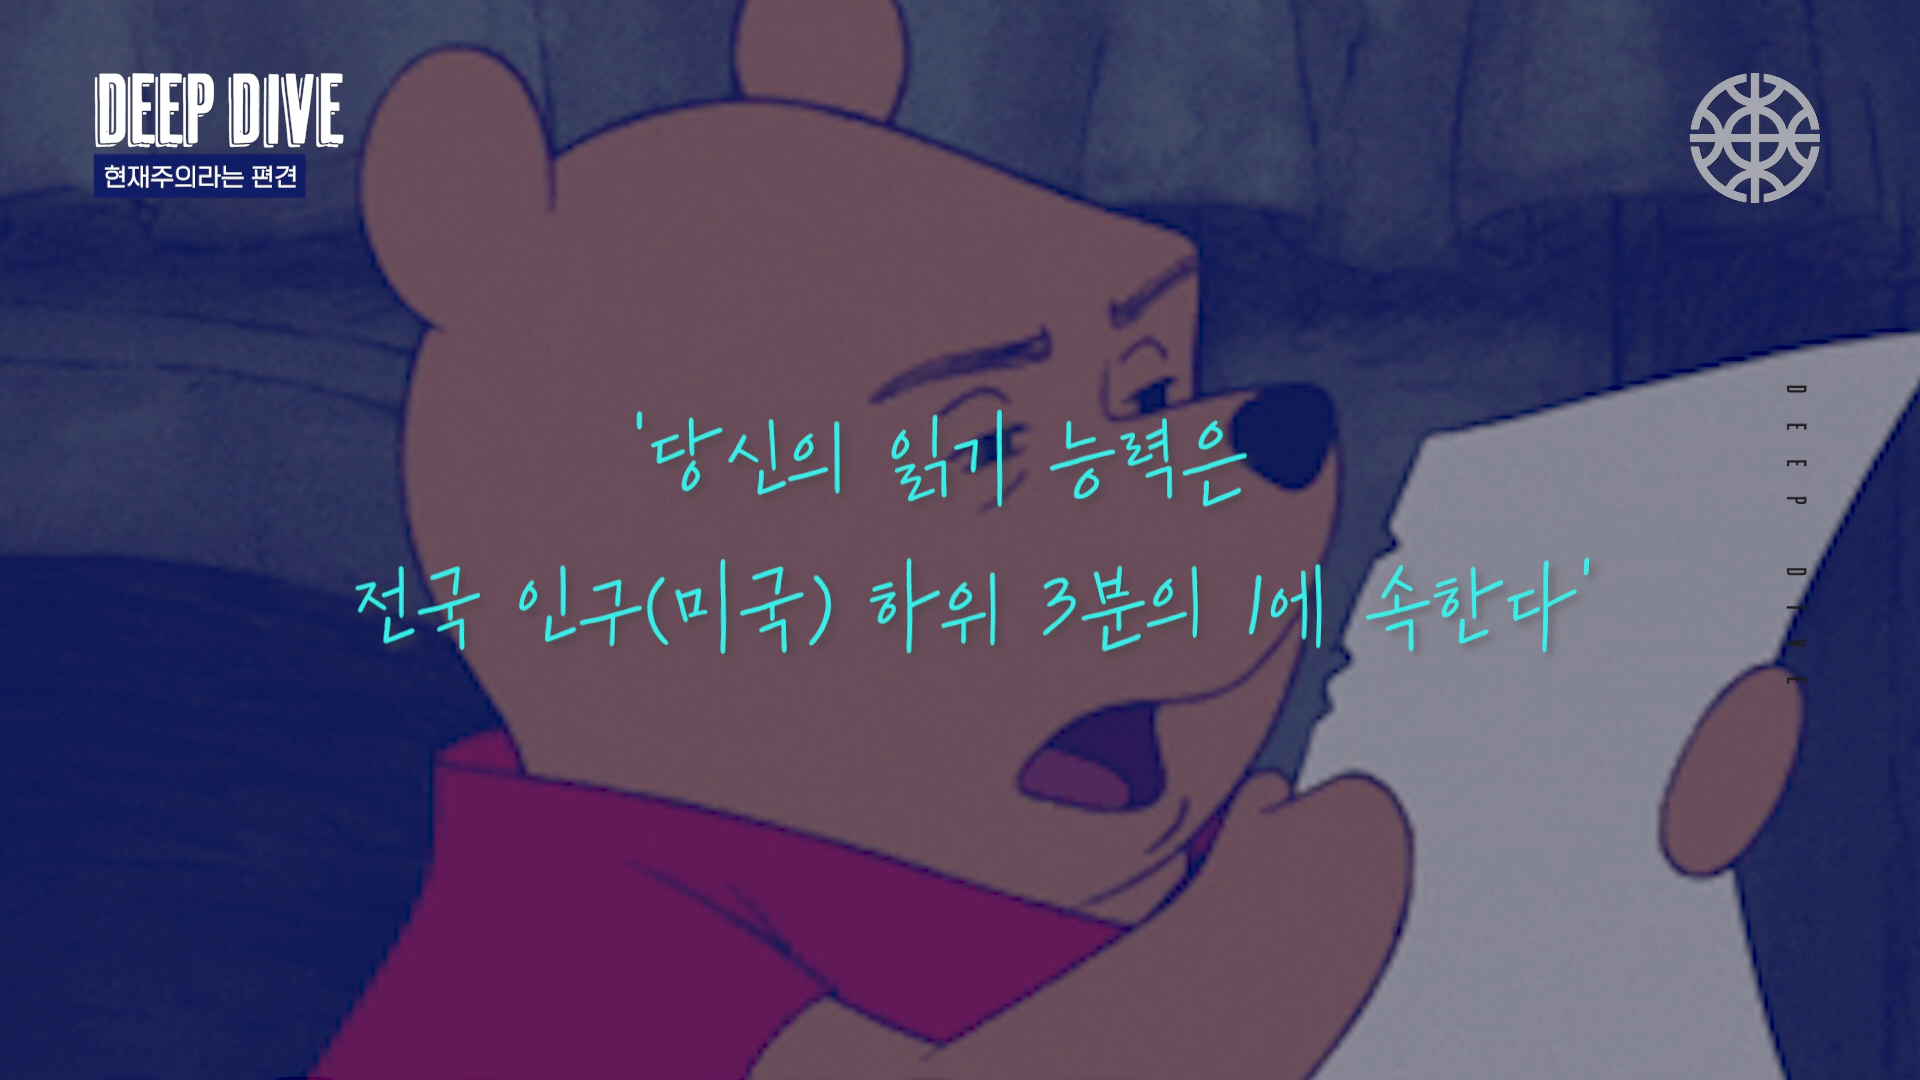 DEEP DIVE
현재주의라는 편견
'당신의 읽기 능력은
전국 인구(미국) 하위 3분의 1에 속한다'
DEEP DIVE